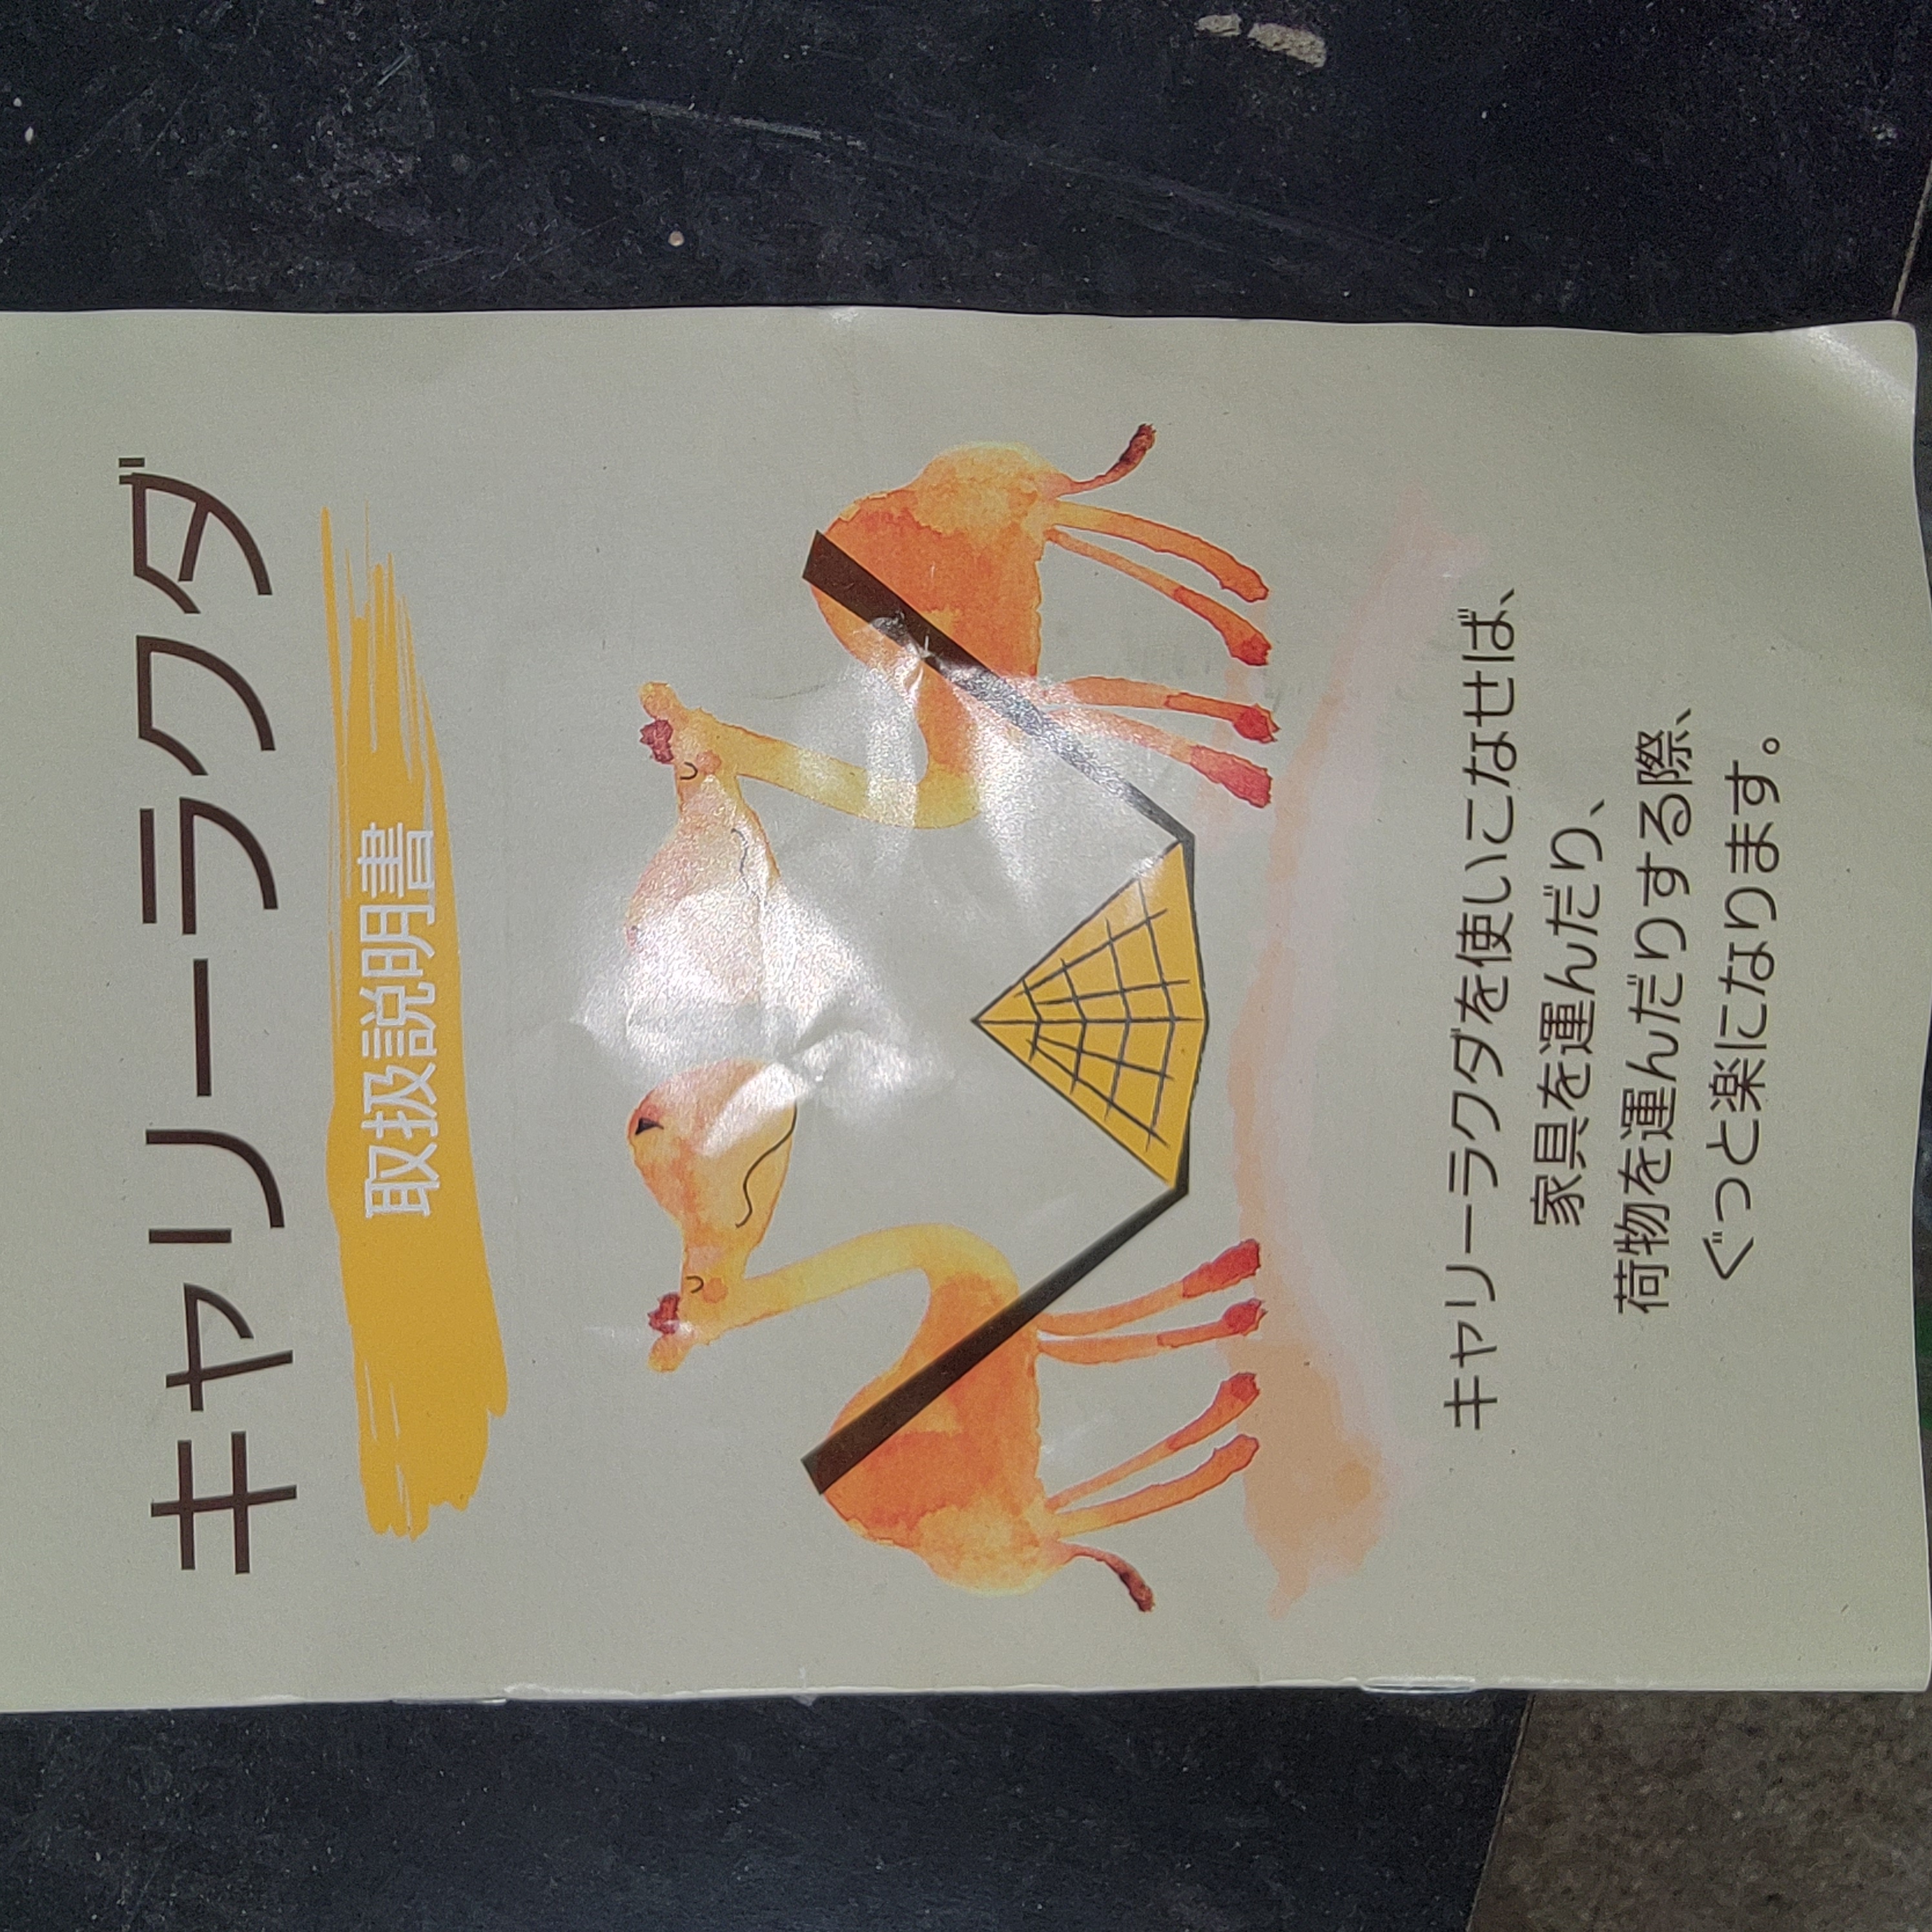 キャリーラクダ
取扱説明書
キャリーラクダを使いこなせば、
家具を運んだり、
荷物を運んだりする際、
ぐっと楽になります。